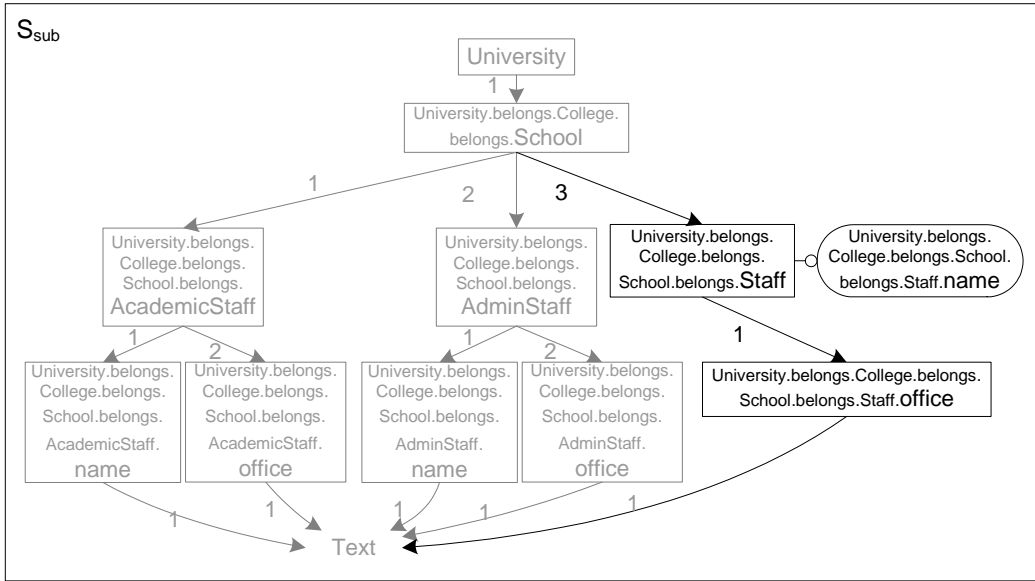 Ssub
University
1
University.belongs.College.
belongs.School
1
2
3
University.belongs.
College.belongs.
School.belongs.
AcademicStaff
University.belongs.
College.belongs.
School.belongs.
AdminStaff
University.belongs.
College.belongs.
School.belongs.Staff
University.belongs.
College.belongs.School.
belongs.Staff.name
1
2
1
2
1
University.belongs.
College.belongs.
School.belongs.
AcademicStaff.
name
University.belongs.
College.belongs.
School.belongs.
AcademicStaff.
office
University.belongs.
College.belongs.
School.belongs.
AdminStaff.
name
University.belongs.
College.belongs.
School.belongs.
AdminStaff.
office
University.belongs.College.belongs.
School.belongs.Staff.office
1
1
1
1
1
Text